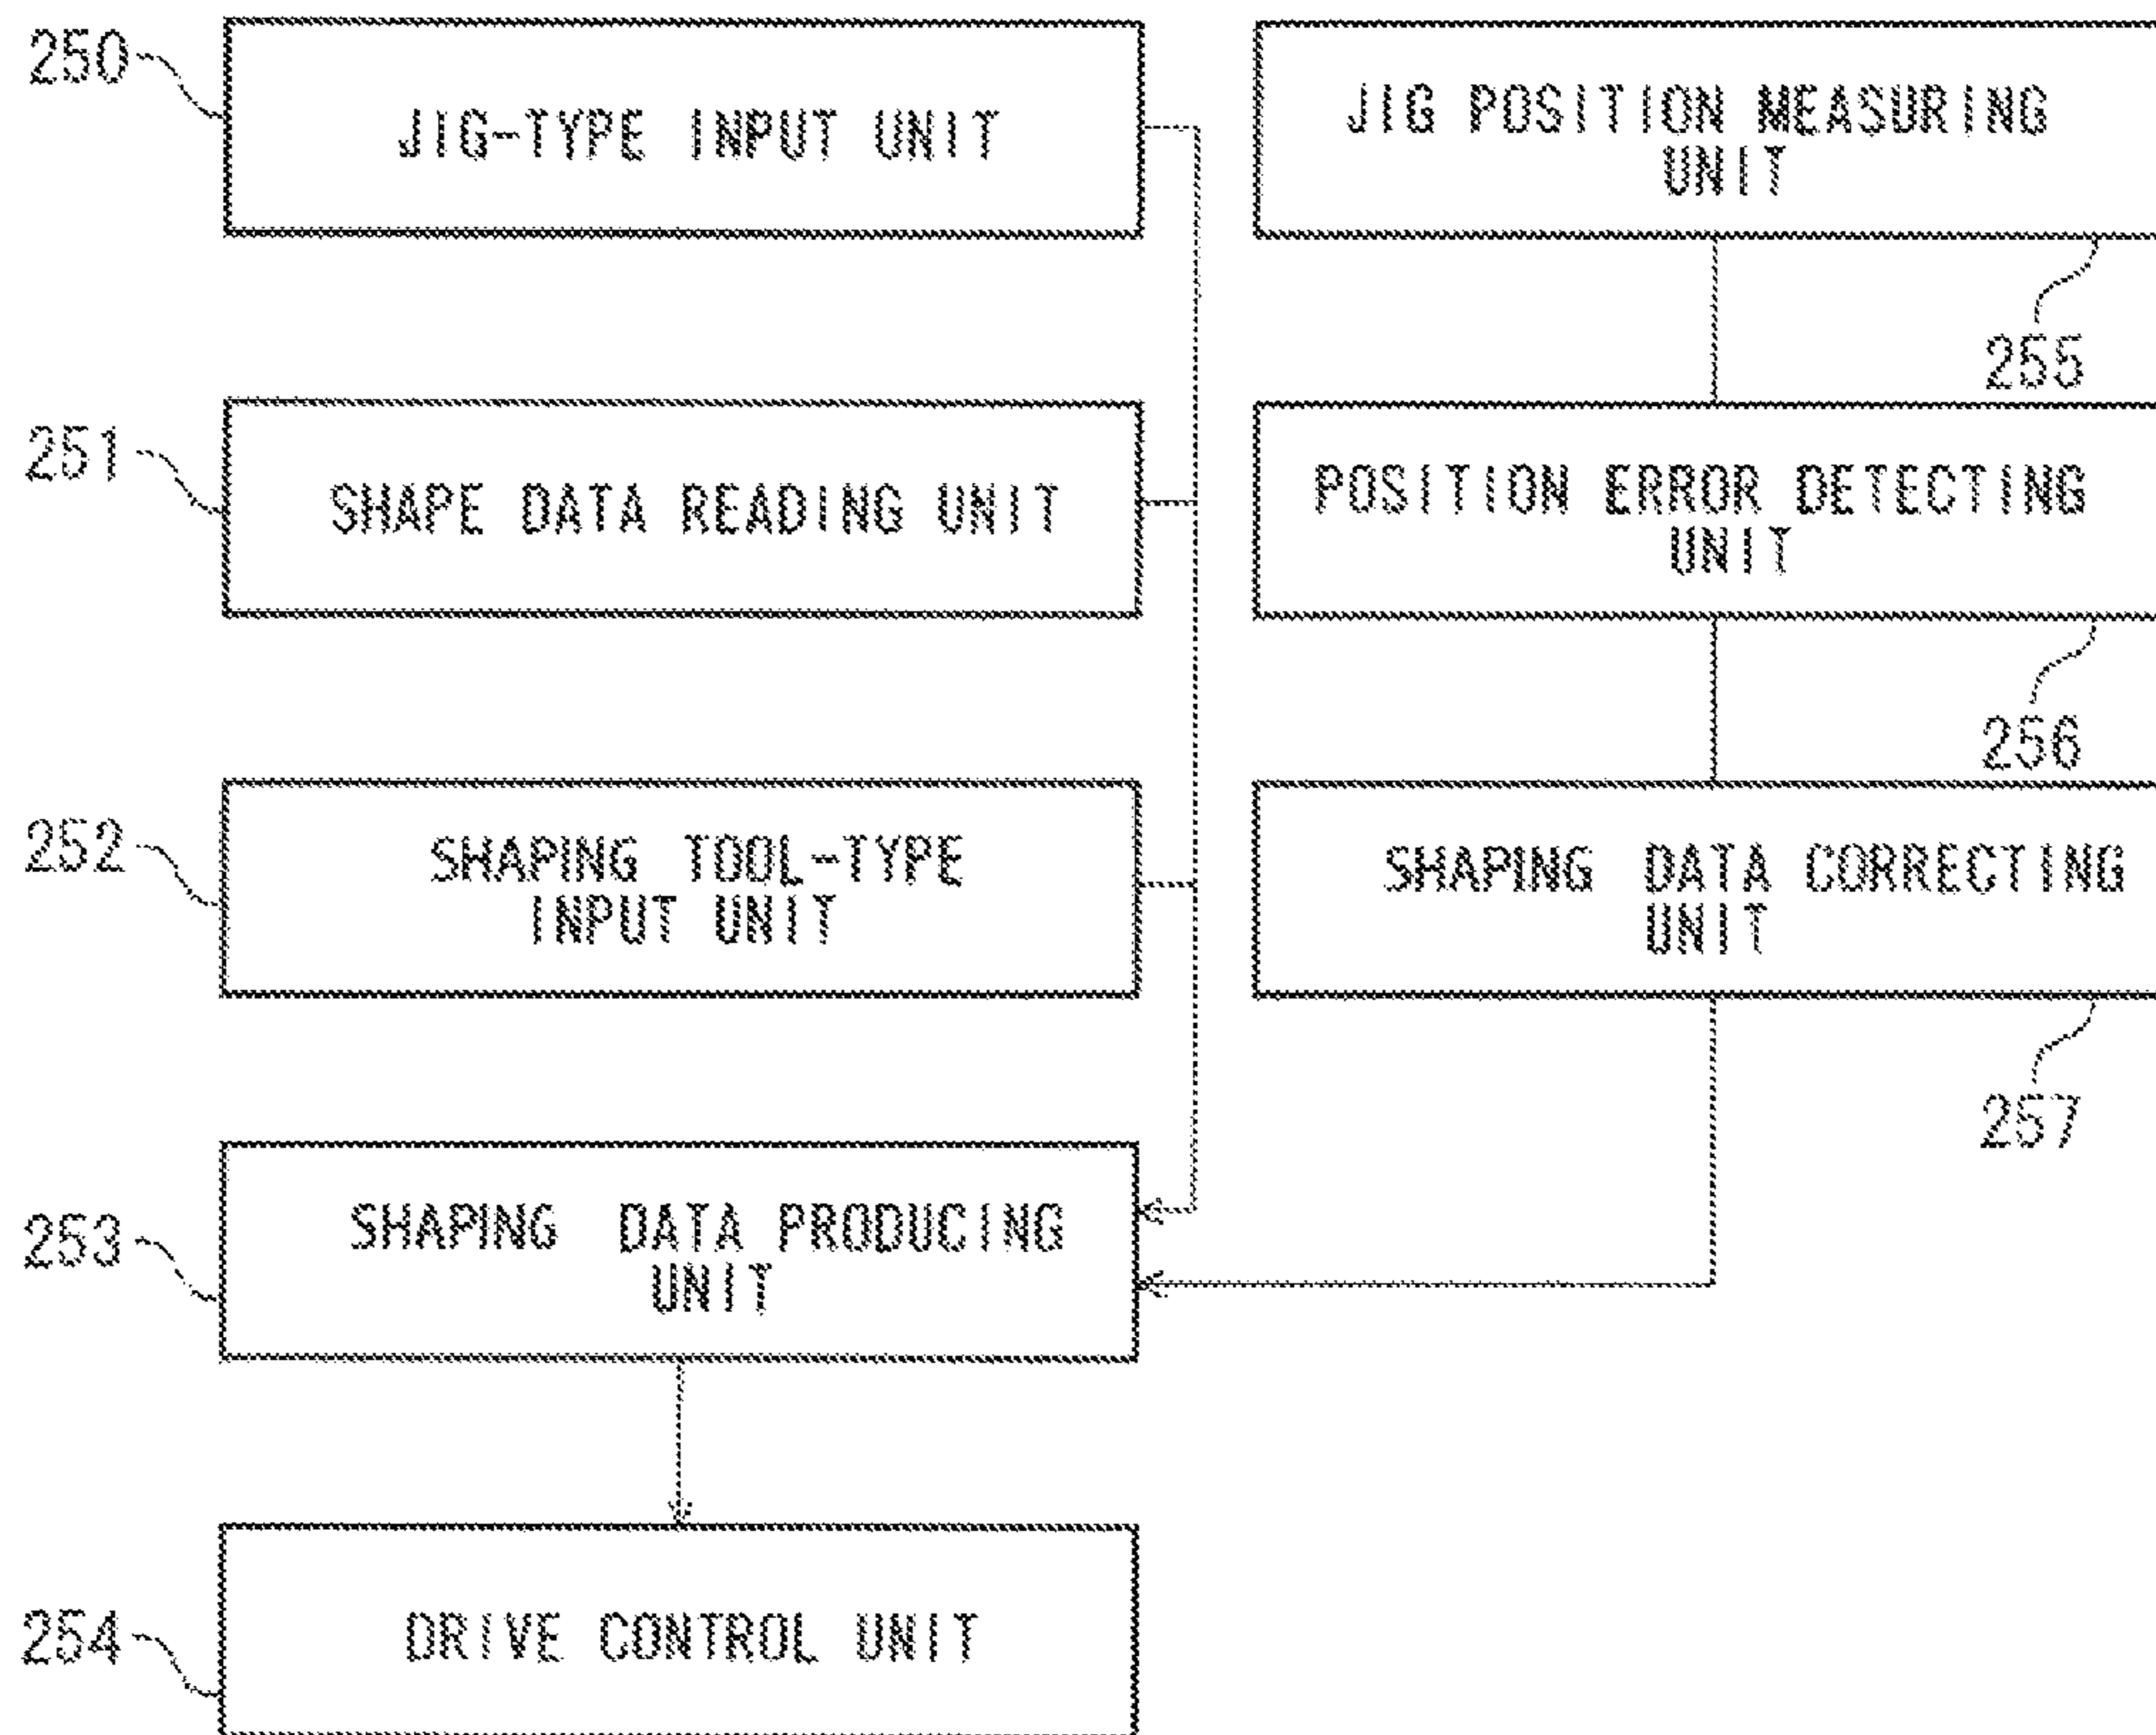 250
JIG-TYPE INPUT UNIT
JIG POSITION MEASURING
UNIT
255
251
SHAPE DATA READING UNIT
POSITION ERROR DETECTING
UNIT
256
252
SHAPING TOOL-TYPE
INPUT UNIT
SHAPING DATA CORRECTING
UNIT
257
253
SHAPING DATA PRODUCING
UNIT
254
DRIVE CONTROL UNIT